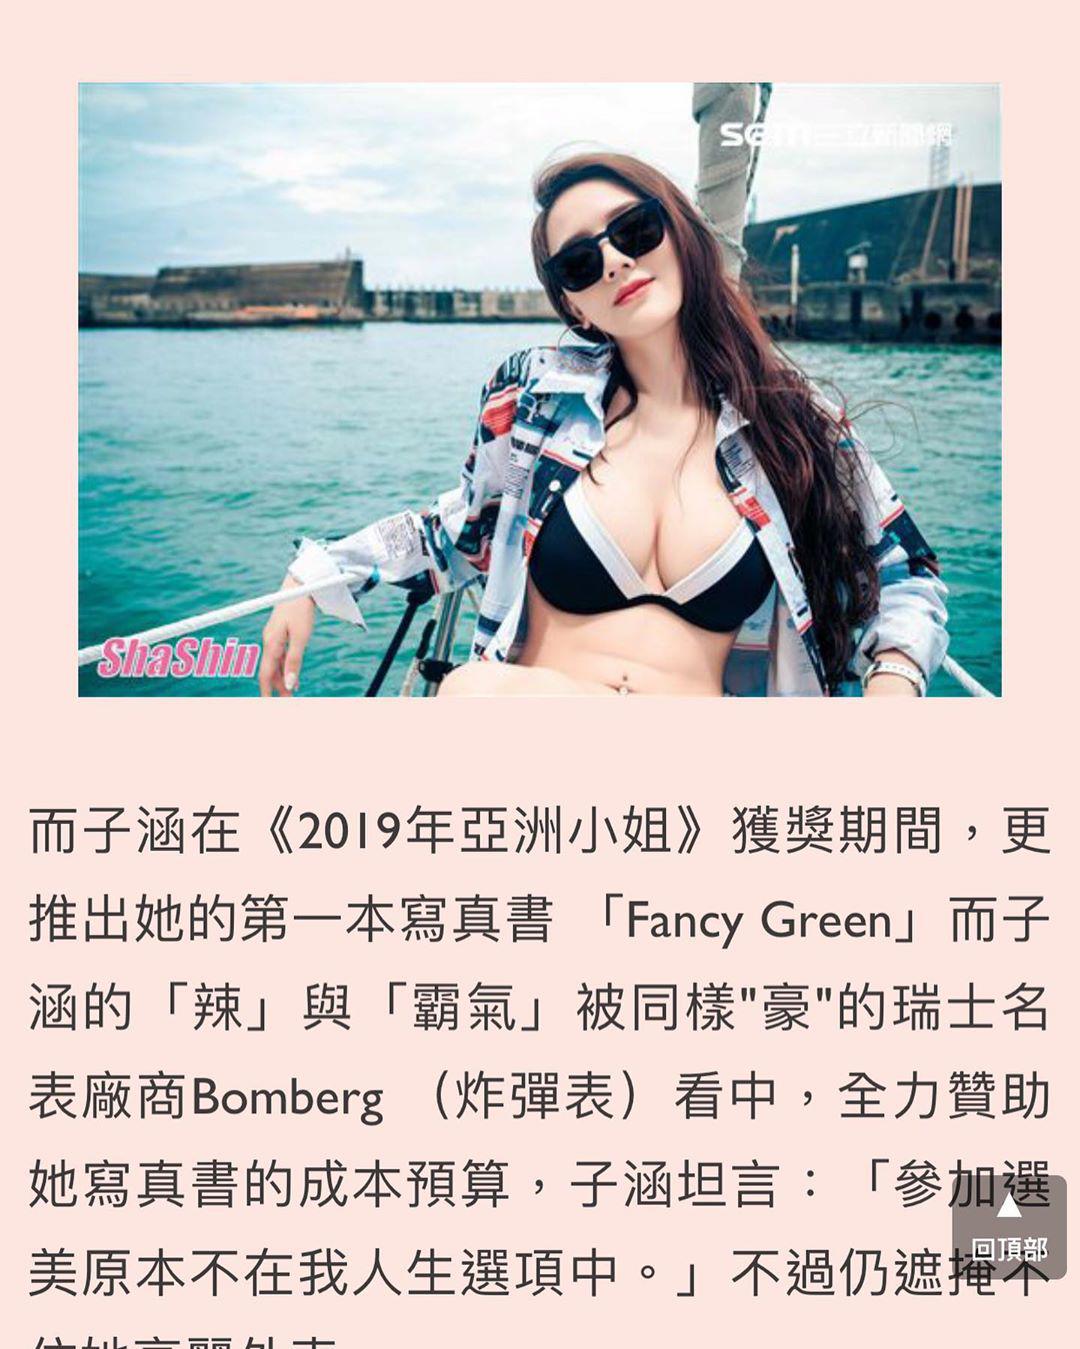 SETN三立新聞網
ShaShin
而子涵在《2019年亞洲小姐》獲獎期間，更
推出她的第一本寫真書 「Fancy Green」而子
涵的「辣」與「霸氣」被同樣"豪"的瑞士名
表廠商Bomberg （炸彈表）看中，全力贊助
她寫真書的成本預算，子涵坦言：「參加選
美原本不在我人生選項中。」不過仍遮掩不
回頂部